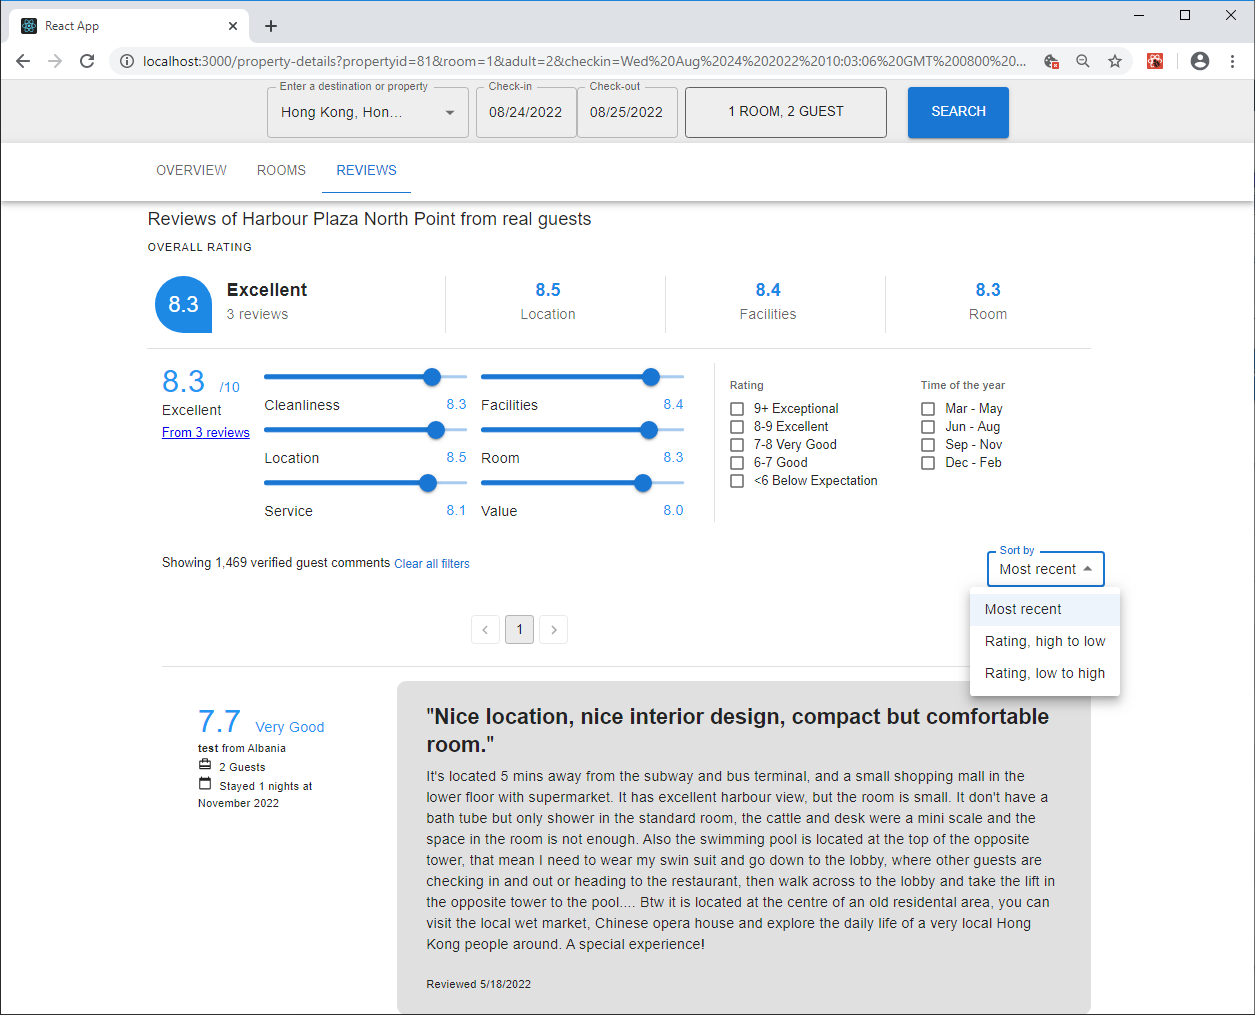 React App
localhost:3000/property-details?propertyid=81&room=1&adult=2&checkin=Wed%20Aug%2024%202022%2010:03:06%20GMT%200800%20...
Enter a destination or property
Check-in
Check-out
Hong Kong, Hon...
08/24/2022
08/25/2022
1 ROOM, 2 GUEST
SEARCH
OVERVIEW
ROOMS
REVIEWS
Reviews of Harbour Plaza North Point from real guests
OVERALL RATING
8.3
Excellent
3 reviews
8.5
Location
8.4
Facilities
8.3
Room
8.3 /10
Excellent
From 3 reviews
Cleanliness 8.3
Facilities 8.4
Location 8.5
Room 8.3
Service 8.1
Value 8.0
Rating
9+ Exceptional
8-9 Excellent
7-8 Very Good
6-7 Good
<6 Below Expectation
Time of the year
Mar - May
Jun - Aug
Sep - Nov
Dec - Feb
Showing 1,469 verified guest comments Clear all filters
Sort by
Most recent
Most recent
Rating, high to low
Rating, low to high
1
7.7 Very Good
test from Albania
2 Guests
Stayed 1 nights at
November 2022
"Nice location, nice interior design, compact but comfortable
room."
It's located 5 mins away from the subway and bus terminal, and a small shopping mall in the
lower floor with supermarket. It has excellent harbour view, but the room is small. It don't have a
bath tube but only shower in the standard room, the cattle and desk were a mini scale and the
space in the room is not enough. Also the swimming pool is located at the top of the opposite
tower, that mean I need to wear my swin suit and go down to the lobby, where other guests are
checking in and out or heading to the restaurant, then walk across to the lobby and take the lift in
the opposite tower to the pool.... Btw it is located at the centre of an old residental area, you can
visit the local wet market, Chinese opera house and explore the daily life of a very local Hong
Kong people around. A special experience!
Reviewed 5/18/2022